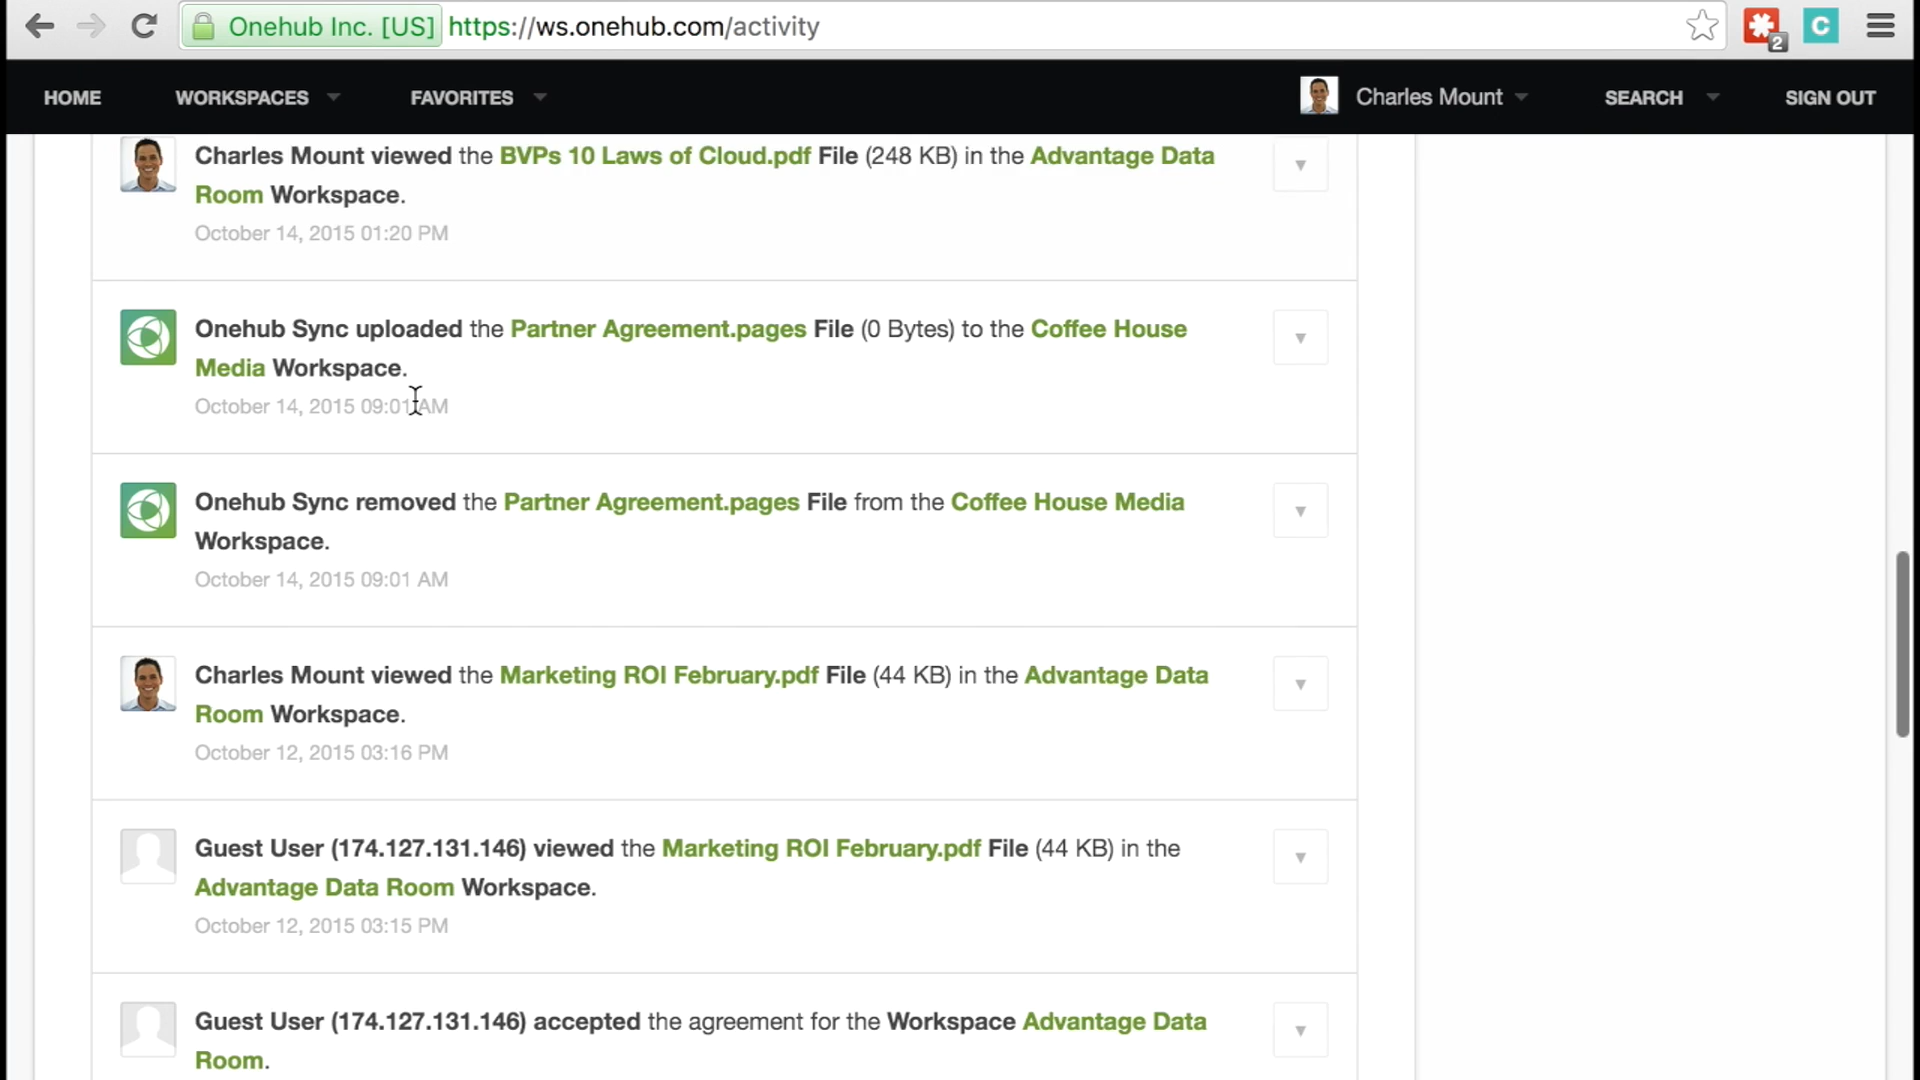 Onehub Inc. [US] https://ws.onehub.com/activity
2
C
HOME WORKSPACES FAVORITES Charles Mount SEARCH SIGN OUT
Charles Mount viewed the BVPs 10 Laws of Cloud.pdf File (248 KB) in the Advantage Data
Room Workspace.
October 14, 2015 01:20 PM
Onehub Sync uploaded the Partner Agreement.pages File (0 Bytes) to the Coffee House
Media Workspace.
October 14, 2015 09:01 AM
Onehub Sync removed the Partner Agreement.pages File from the Coffee House Media
Workspace.
October 14, 2015 09:01 AM
Charles Mount viewed the Marketing ROI February.pdf File (44 KB) in the Advantage Data
Room Workspace.
October 12, 2015 03:16 PM
Guest User (174.127.131.146) viewed the Marketing ROI February.pdf File (44 KB) in the
Advantage Data Room Workspace.
October 12, 2015 03:15 PM
Guest User (174.127.131.146) accepted the agreement for the Workspace Advantage Data
Room.